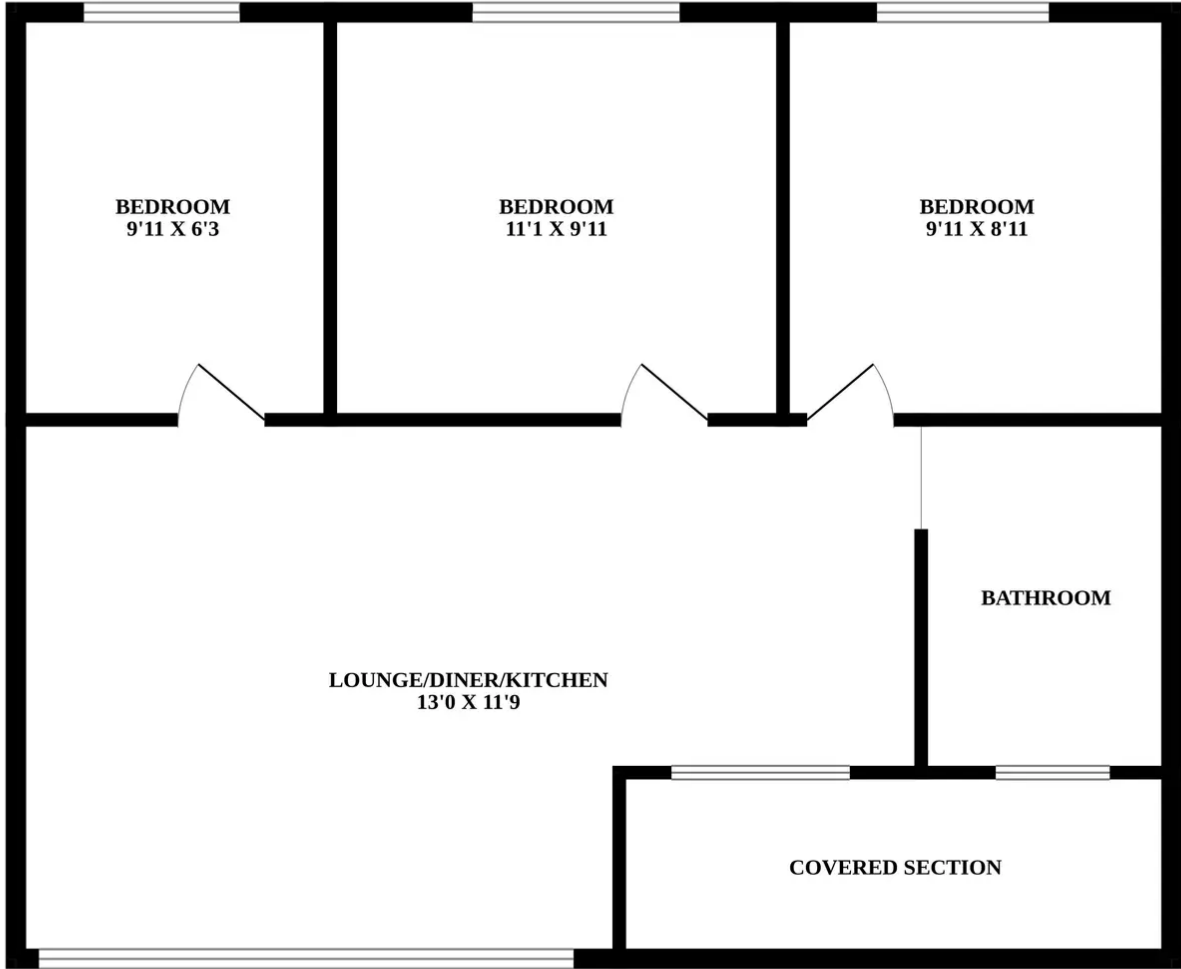 BEDROOM
9'11 X 6'3
BEDROOM
11'1 X 9'11
BEDROOM
9'11 X 8'11
BATHROOM
LOUNGE/DINER/KITCHEN
13'0 X 11'9
COVERED SECTION